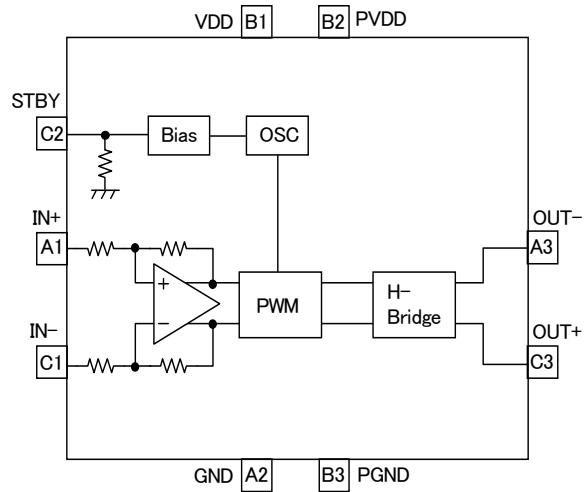 VDD B1 B2 PVDD
STBY
C2 Bias OSC
IN+ OUT-
A1 A3
+
PWM H-
Bridge
-
IN- OUT+
C1 C3
GND A2 B3 PGND